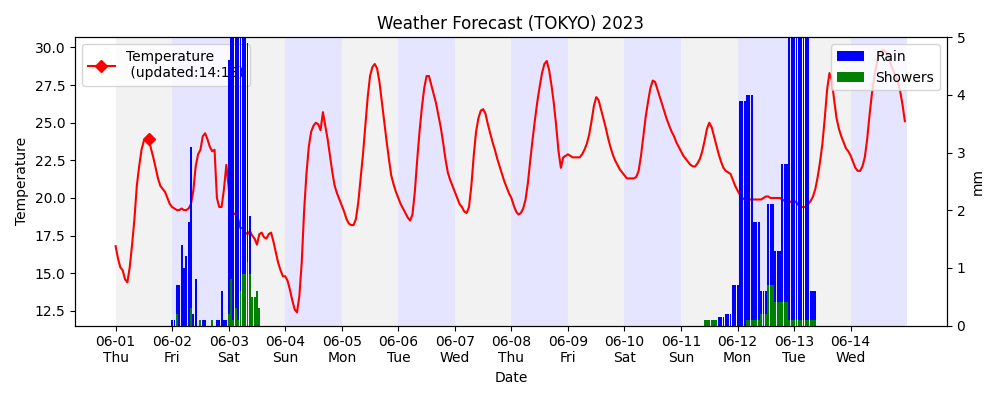 Weather Forecast (TOKYO) 2023
Temperature
(updated:14:1
Rain
Showers
Temperature
30.0
27.5
25.0
22.5
20.0
17.5
15.0
12.5
5
4
3
2
1
0
mm
06-01 06-02 06-03 06-04 06-05 06-06 06-07 06-08 06-09 06-10 06-11 06-12 06-13 06-14
Thu Fri Sat Sun Mon Tue Wed Thu Fri Sat Sun Mon Tue Wed
Date